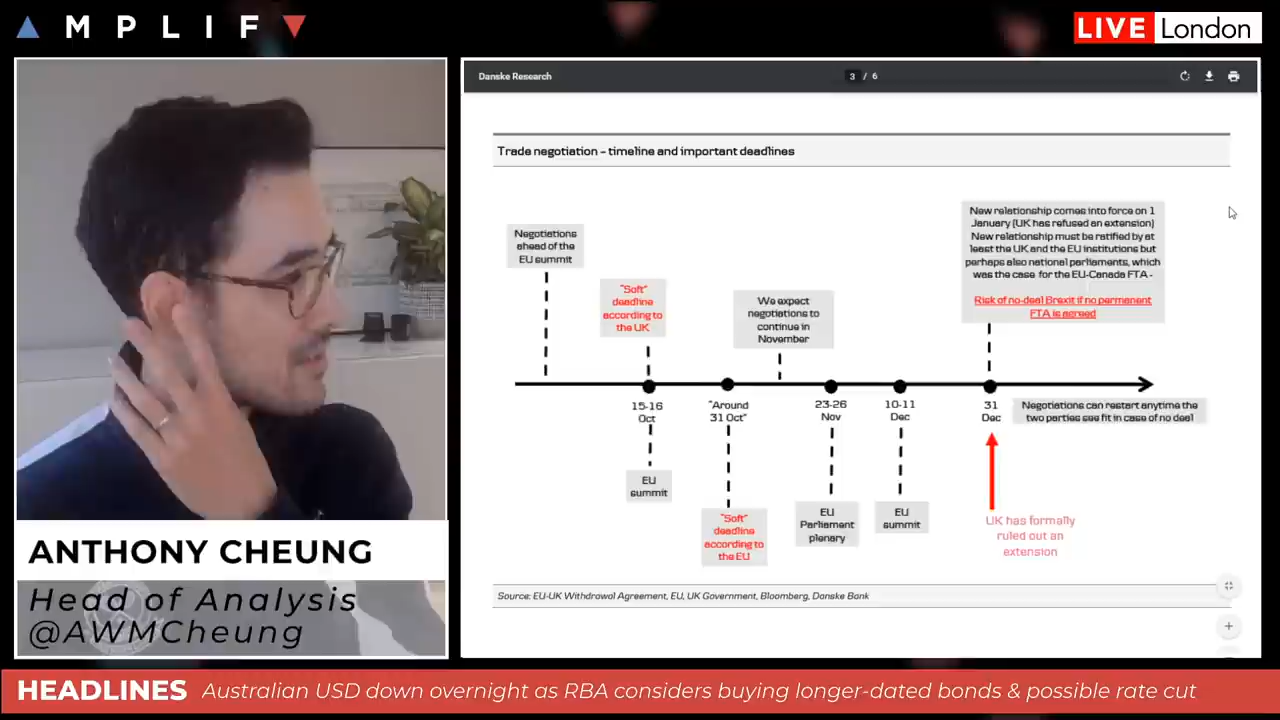 AMPLIFY
LIVE London
Danske Research
3 / 6
Trade negotiation – timeline and important deadlines
Negotiations
ahead of the
EU summit
"Soft"
deadline
according to
the UK
We expect
negotiations to
continue in
November
New relationship comes into force on 1
January (UK has refused an extension)
New relationship must be ratified by at
least the UK and the EU institutions but
perhaps also national parliaments, which
was the case for the EU-Canada FTA -
Risk of no-deal Brexit if no permanent
FTA is agreed
15-16
Oct
"Around
31 Oct"
23-26
Nov
10-11
Dec
31
Dec
Negotiations can restart anytime the
two parties see fit in case of no deal
EU
summit
"Soft"
deadline
according to
the EU
EU
Parliament
plenary
EU
summit
UK has formally
ruled out an
extension
Source: EU-UK Withdrawal Agreement, EU, UK Government, Bloomberg, Danske Bank
ANTHONY CHEUNG
Head of Analysis
@AWMCheung
HEADLINES Australian USD down overnight as RBA considers buying longer-dated bonds & possible rate cut